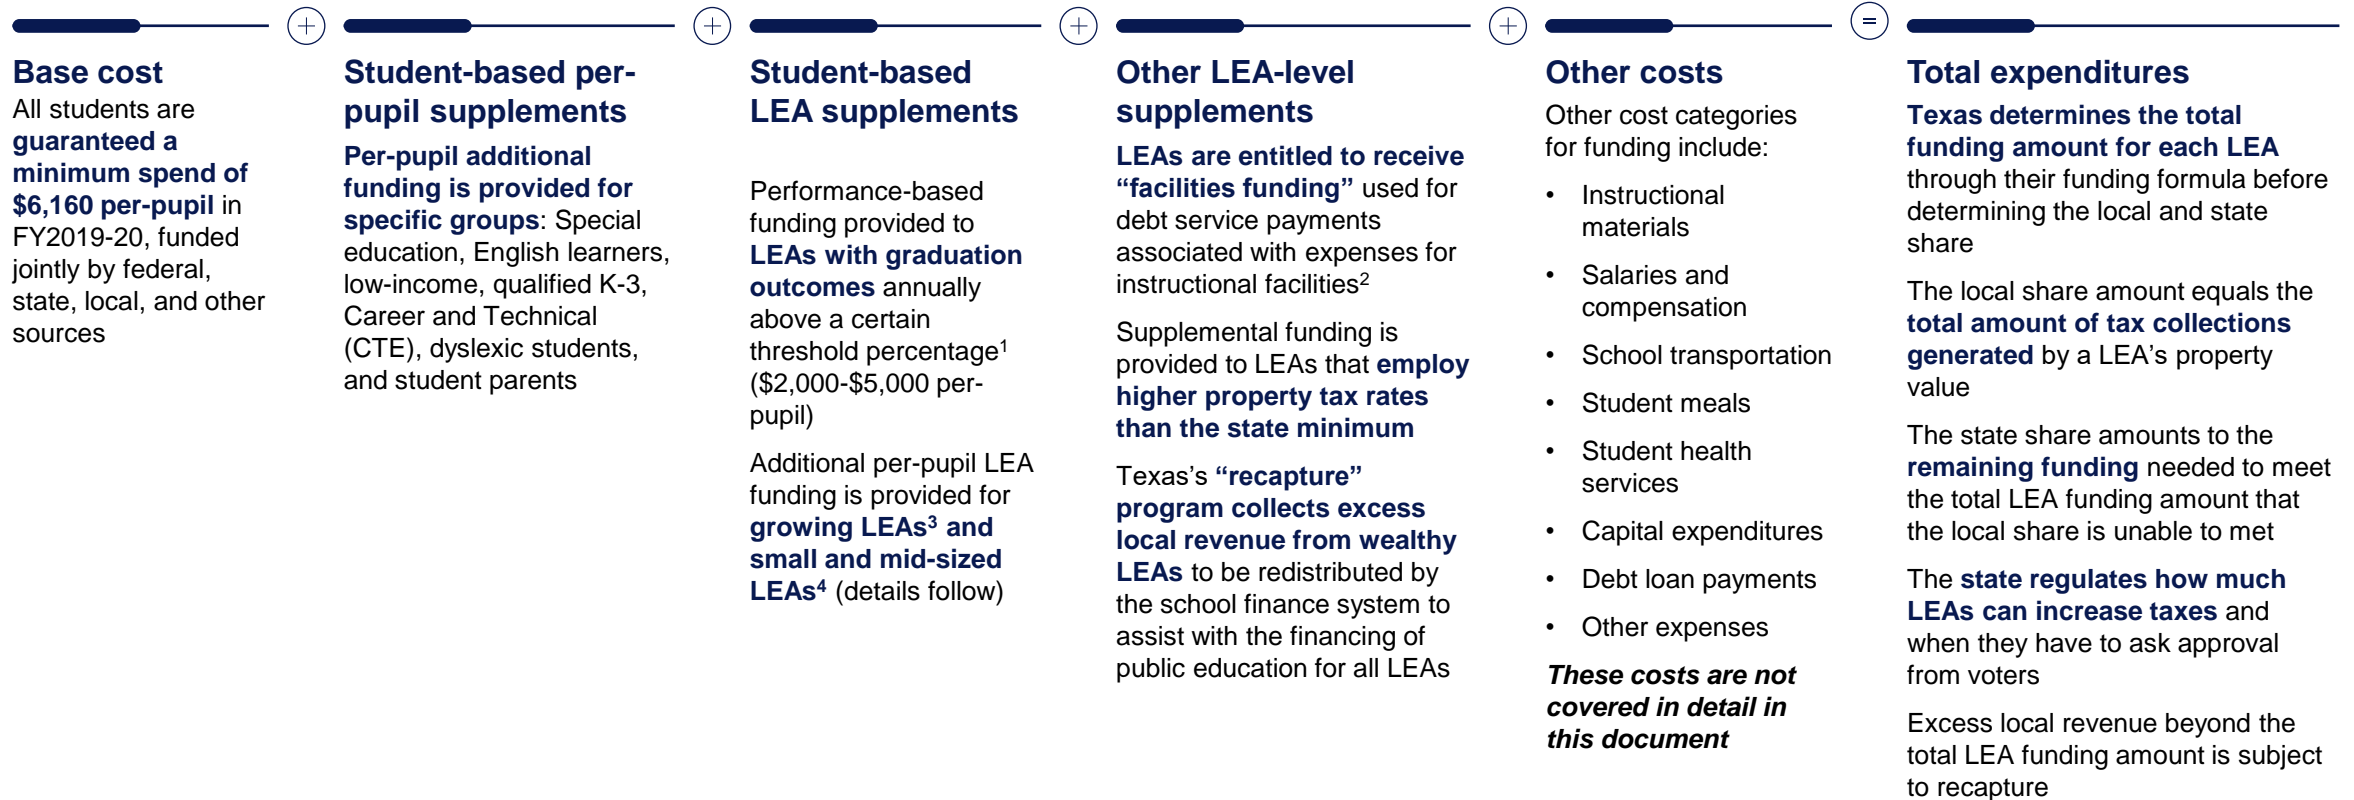 Base cost
All students are
guaranteed a
minimum spend of
$6,160 per-pupil in
FY2019-20, funded
jointly by federal,
state, local, and other
sources
+
Student-based per-
pupil supplements
Per-pupil additional
funding is provided for
specific groups: Special
education, English learners,
low-income, qualified K-3,
Career and Technical
(CTE), dyslexic students,
and student parents
+
Student-based
LEA supplements
Performance-based
funding provided to
LEAs with graduation
outcomes annually
above a certain
threshold percentage¹
($2,000-$5,000 per-
pupil)
Additional per-pupil LEA
funding is provided for
growing LEAs³ and
small and mid-sized
LEAs⁴ (details follow)
+
Other LEA-level
supplements
LEAs are entitled to receive
“facilities funding” used for
debt service payments
associated with expenses for
instructional facilities²
Supplemental funding is
provided to LEAs that employ
higher property tax rates
than the state minimum
Texas’s “recapture”
program collects excess
local revenue from wealthy
LEAs to be redistributed by
the school finance system to
assist with the financing of
public education for all LEAs
+
Other costs
Other cost categories
for funding include:
• Instructional
materials
• Salaries and
compensation
• School transportation
• Student meals
• Student health
services
• Capital expenditures
• Debt loan payments
• Other expenses
These costs are not
covered in detail in
this document
=
Total expenditures
Texas determines the total
funding amount for each LEA
through their funding formula before
determining the local and state
share
The local share amount equals the
total amount of tax collections
generated by a LEA’s property
value
The state share amounts to the
remaining funding needed to meet
the total LEA funding amount that
the local share is unable to met
The state regulates how much
LEAs can increase taxes and
when they have to ask approval
from voters
Excess local revenue beyond the
total LEA funding amount is subject
to recapture